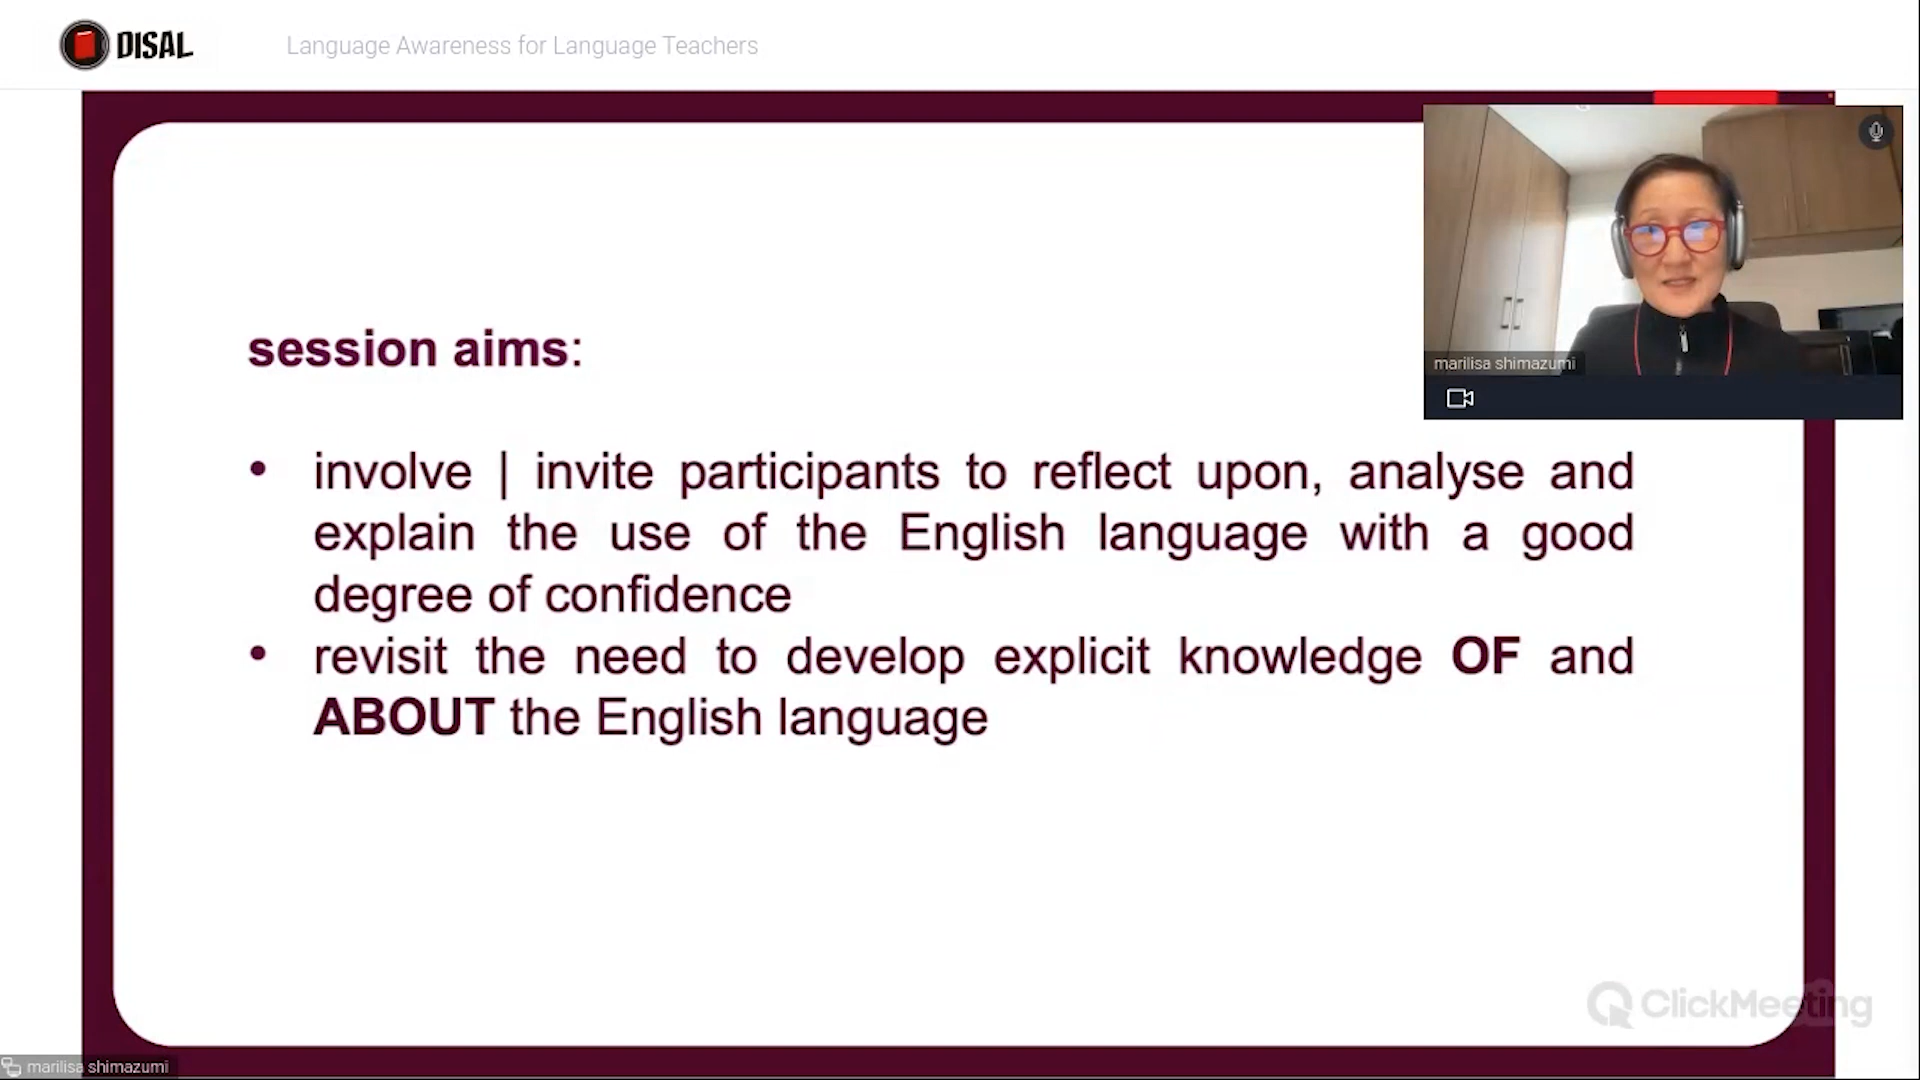 DISAL
Language Awareness for Language Teachers
session aims:
• involve | invite participants to reflect upon, analyse and
explain the use of the English language with a good
degree of confidence
• revisit the need to develop explicit knowledge OF and
ABOUT the English language
marilisa shimazumi
ClickMeeting
marilisa shimazumi